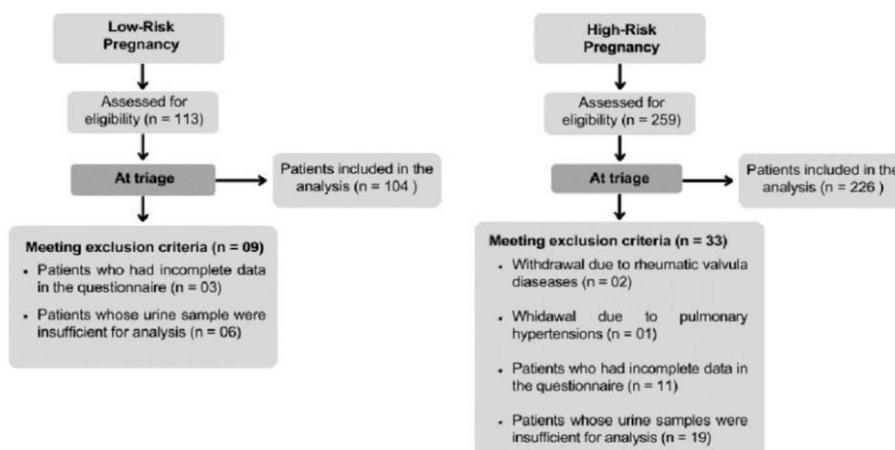 Low-Risk
Pregnancy
Assessed for
eligibility (n = 113)
At triage
Patients included in the
analysis (n = 104 )
Meeting exclusion criteria (n = 09)
• Patients who had incomplete data
in the questionnaire (n = 03)
• Patients whose urine sample were
insufficient for analysis (n = 06)
High-Risk
Pregnancy
Assessed for
eligibility (n = 259)
At triage
Patients included in the
analysis (n = 226 )
Meeting exclusion criteria (n = 33)
• Withdrawal due to rheumatic valvula
diaseases (n = 02)
• Whidawal due to pulmonary
hypertensions (n = 01)
• Patients who had incomplete data
in the questionnaire (n = 11)
• Patients whose urine samples were
insufficient for analysis (n = 19)